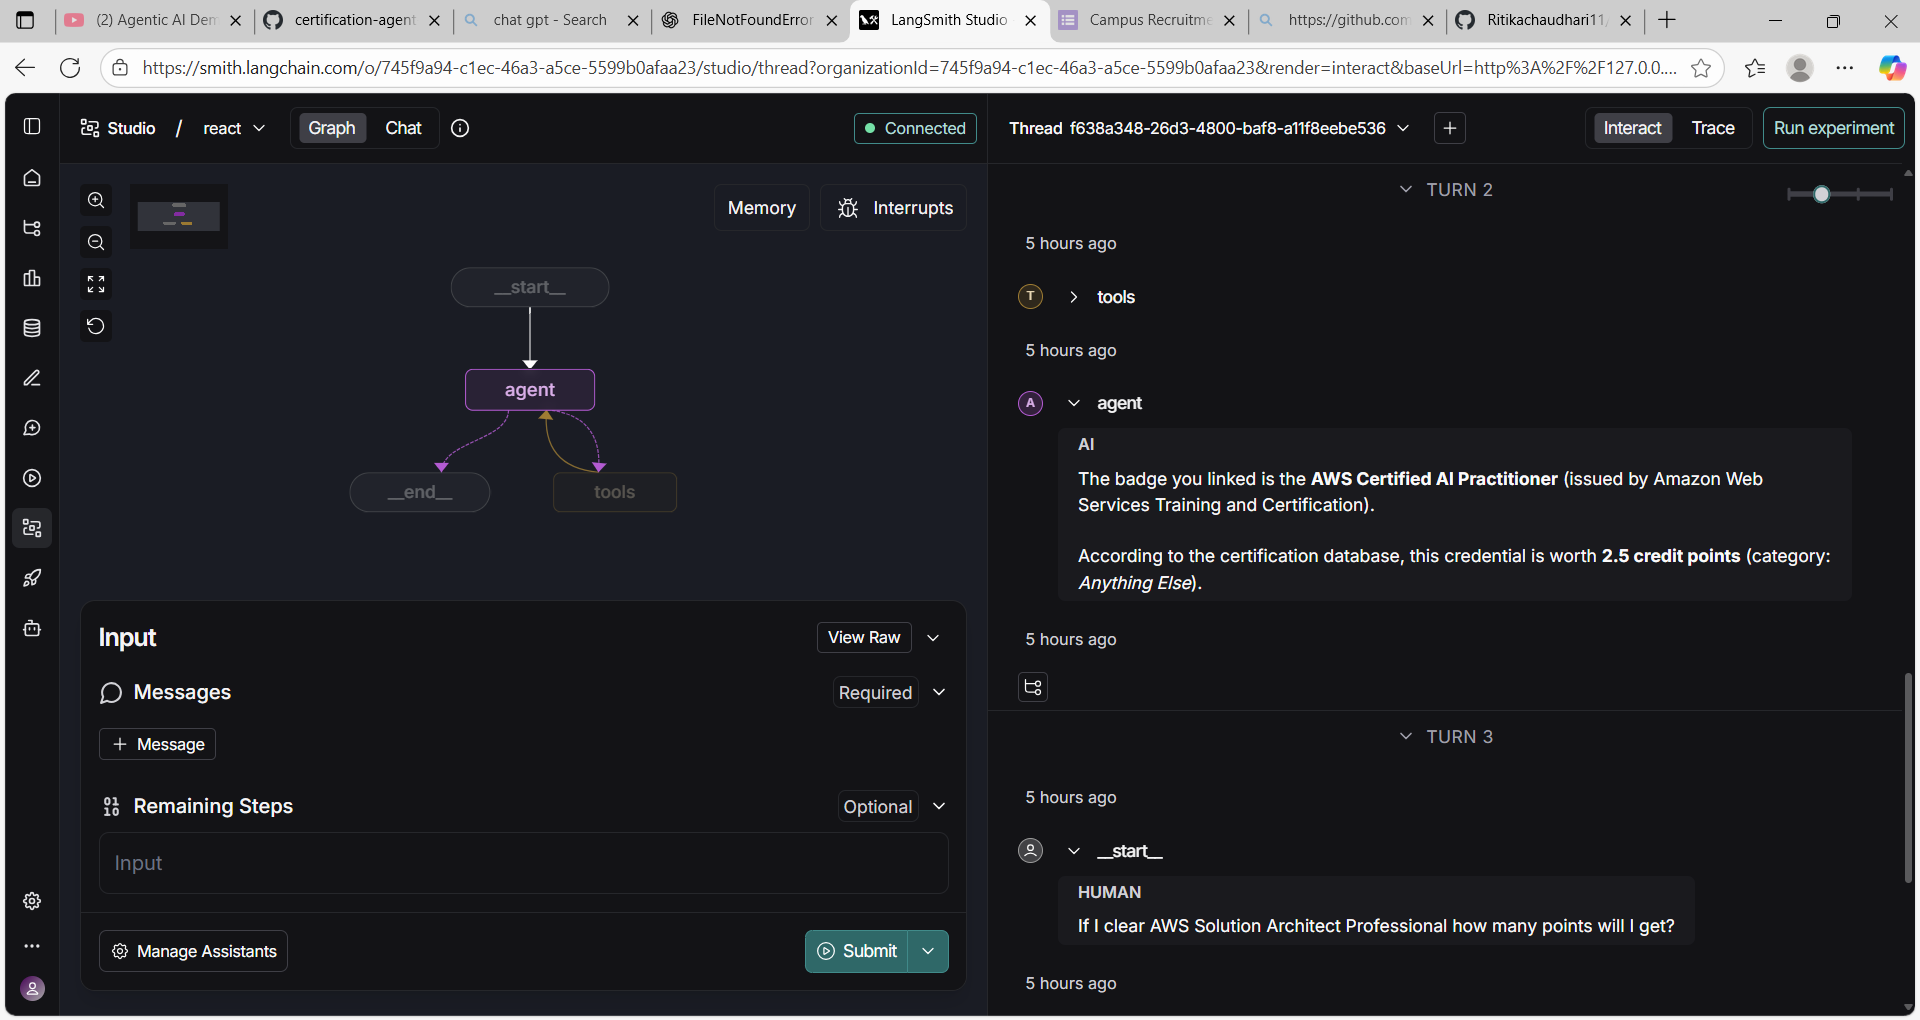 (2) Agentic AI Dem
certification-agent
chat gpt - Search
FileNotFoundError
LangSmith Studio
Campus Recruitme
https://github.com
Ritikachaudhari11/
https://smith.langchain.com/o/745f9a94-c1ec-46a3-a5ce-5599b0afaa23/studio/thread?organizationId=745f9a94-c1ec-46a3-a5ce-5599b0afaa23&render=interact&baseUrl=http%3A%2F%2F127.0.0....
Studio / react
Graph
Chat
Connected
Thread f638a348-26d3-4800-baf8-a11f8eebe536
Interact
Trace
Run experiment
Memory
Interrupts
__start__
agent
__end__
tools
Input
View Raw
Messages
Required
+ Message
Remaining Steps
Optional
Input
Manage Assistants
Submit
TURN 2
5 hours ago
T
tools
5 hours ago
A
agent
AI
The badge you linked is the AWS Certified AI Practitioner (issued by Amazon Web
Services Training and Certification).
According to the certification database, this credential is worth 2.5 credit points (category:
Anything Else).
5 hours ago
TURN 3
5 hours ago
__start__
HUMAN
If I clear AWS Solution Architect Professional how many points will I get?
5 hours ago